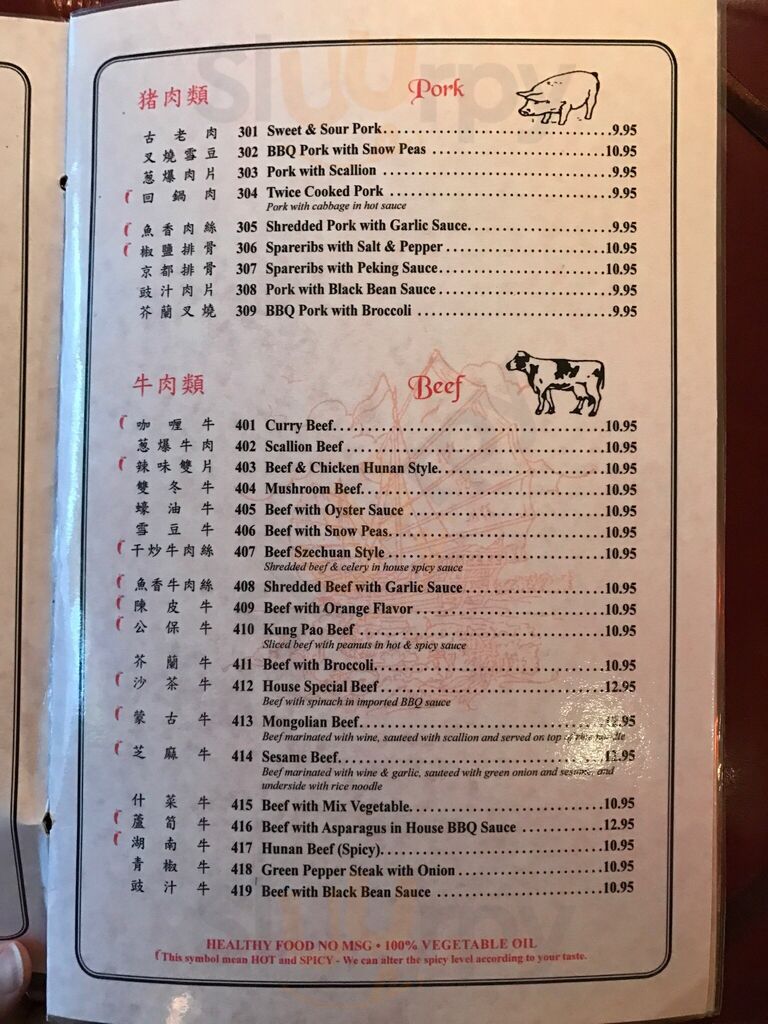 猪肉類 Pork
古老肉 301 Sweet & Sour Pork 9.95
叉燒雪豆 302 BBQ Pork with Snow Peas 10.95
蔥爆肉片 303 Pork with Scallion 9.95
回鍋肉 304 Twice Cooked Pork 9.95
Pork with cabbage in hot sauce
魚香肉絲 305 Shredded Pork with Garlic Sauce 9.95
椒鹽排骨 306 Spareribs with Salt & Pepper 10.95
京都排骨 307 Spareribs with Peking Sauce 10.95
豉汁肉片 308 Pork with Black Bean Sauce 9.95
芥蘭叉燒 309 BBQ Pork with Broccoli 9.95
牛肉類 Beef
咖喱牛 401 Curry Beef 10.95
蔥爆牛肉 402 Scallion Beef 10.95
辣味雙片 403 Beef & Chicken Hunan Style 10.95
雙冬牛 404 Mushroom Beef 10.95
蠔油牛 405 Beef with Oyster Sauce 10.95
雪豆牛 406 Beef with Snow Peas 10.95
干炒牛肉絲 407 Beef Szechuan Style 10.95
Shredded beef & celery in house spicy sauce
魚香牛肉絲 408 Shredded Beef with Garlic Sauce 10.95
陳皮牛 409 Beef with Orange Flavor 10.95
公保牛 410 Kung Pao Beef 10.95
Sliced beef with peanuts in hot & spicy sauce
芥蘭牛 411 Beef with Broccoli 10.95
沙茶牛 412 House Special Beef 12.95
Beef with spinach in imported BBQ sauce
蒙古牛 413 Mongolian Beef
Beef marinated with wine, sauteed with scallion and served on top of rice noodle
芝麻牛 414 Sesame Beef
Beef marinated with wine & garlic, sauteed with green onion and sesame, and
underside with rice noodle
什菜牛 415 Beef with Mix Vegetable 10.95
蘆筍牛 416 Beef with Asparagus in House BBQ Sauce 12.95
湖南牛 417 Hunan Beef (Spicy) 10.95
青椒牛 418 Green Pepper Steak with Onion 10.95
豉汁牛 419 Beef with Black Bean Sauce 10.95
HEALTHY FOOD NO MSG • 100% VEGETABLE OIL
This symbol mean HOT and SPICY - We can alter the spicy level according to your taste.
Sluurpy
Sluurpy